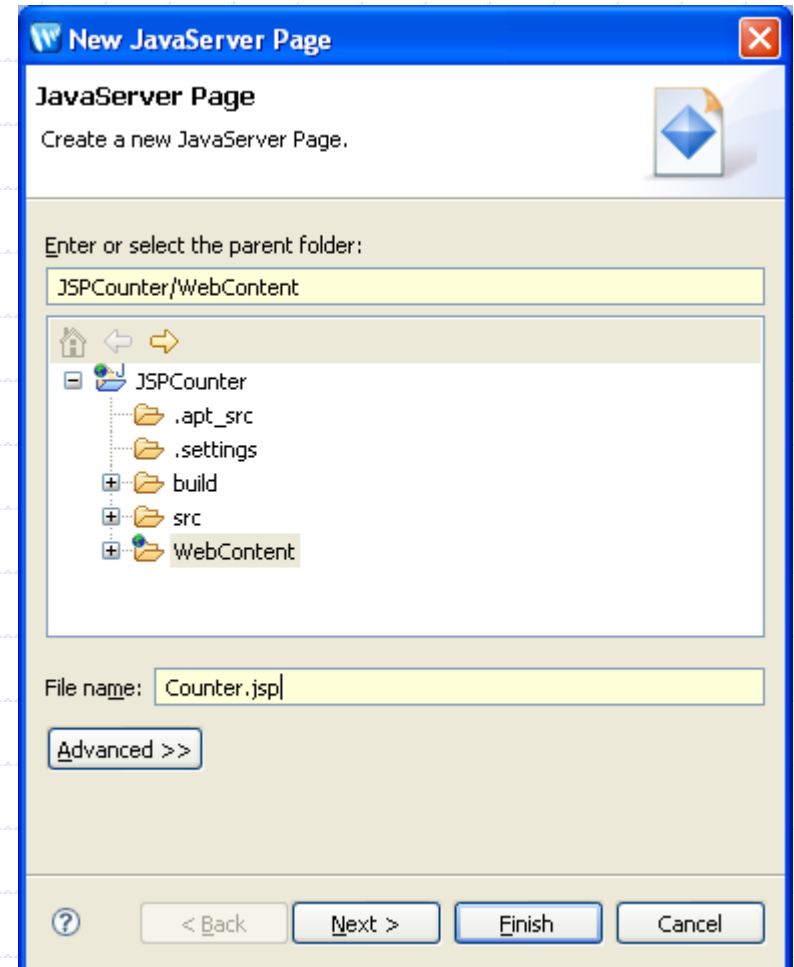 New JavaServer Page
JavaServer Page
Create a new JavaServer Page.
Enter or select the parent folder:
JSPCounter/WebContent
JSPCounter
.apt_src
.settings
build
src
WebContent
File name: Counter.jsp
Advanced >>
? < Back Next > Finish Cancel